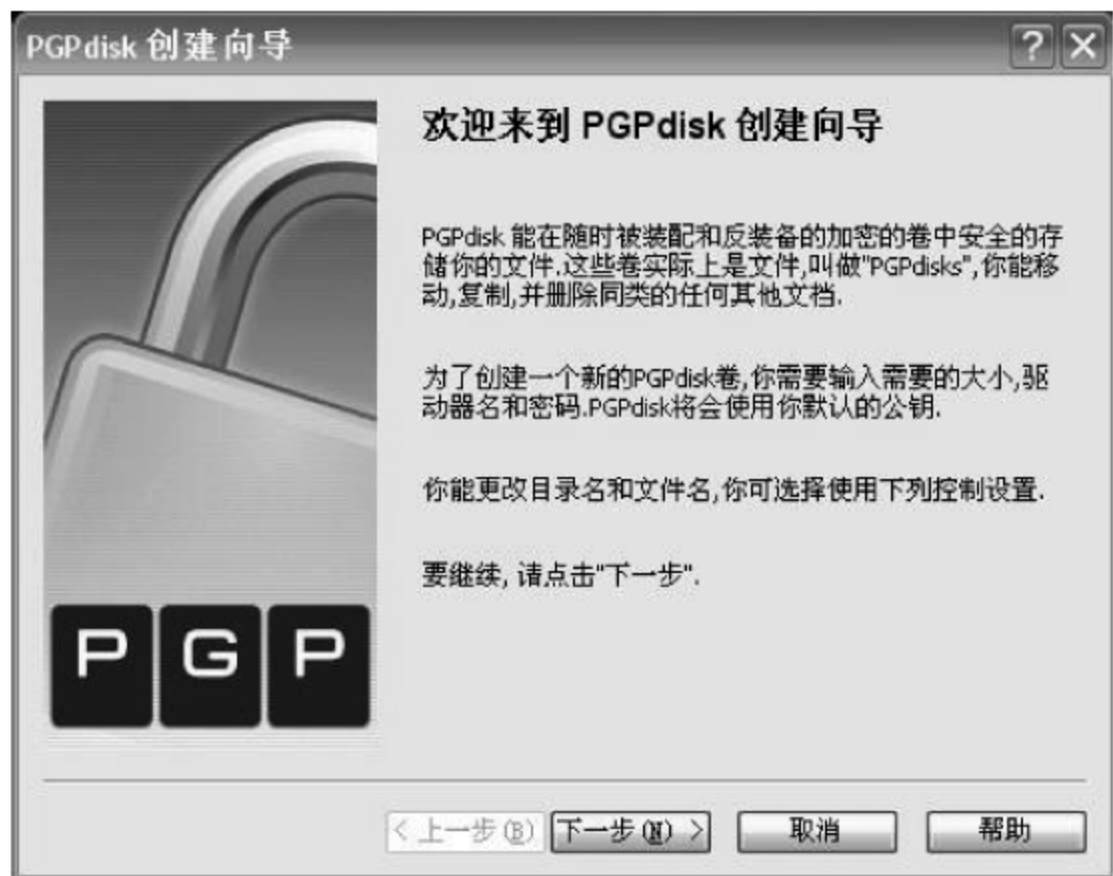 PGPdisk 创建向导
欢迎来到 PGPdisk 创建向导
PGPdisk 能在随时被装配和反装备的加密的卷中安全的存
储你的文件.这些卷实际上是文件,叫做"PGPdisks",你能移
动,复制,并删除同类的任何其他文档.
为了创建一个新的PGPdisk卷,你需要输入需要的大小,驱
动器名和密码.PGPdisk将会使用你默认的公钥.
你能更改目录名和文件名,你可选择使用下列控制设置.
要继续, 请点击"下一步".
P G P
< 上一步(B) 下一步(N) > 取消 帮助